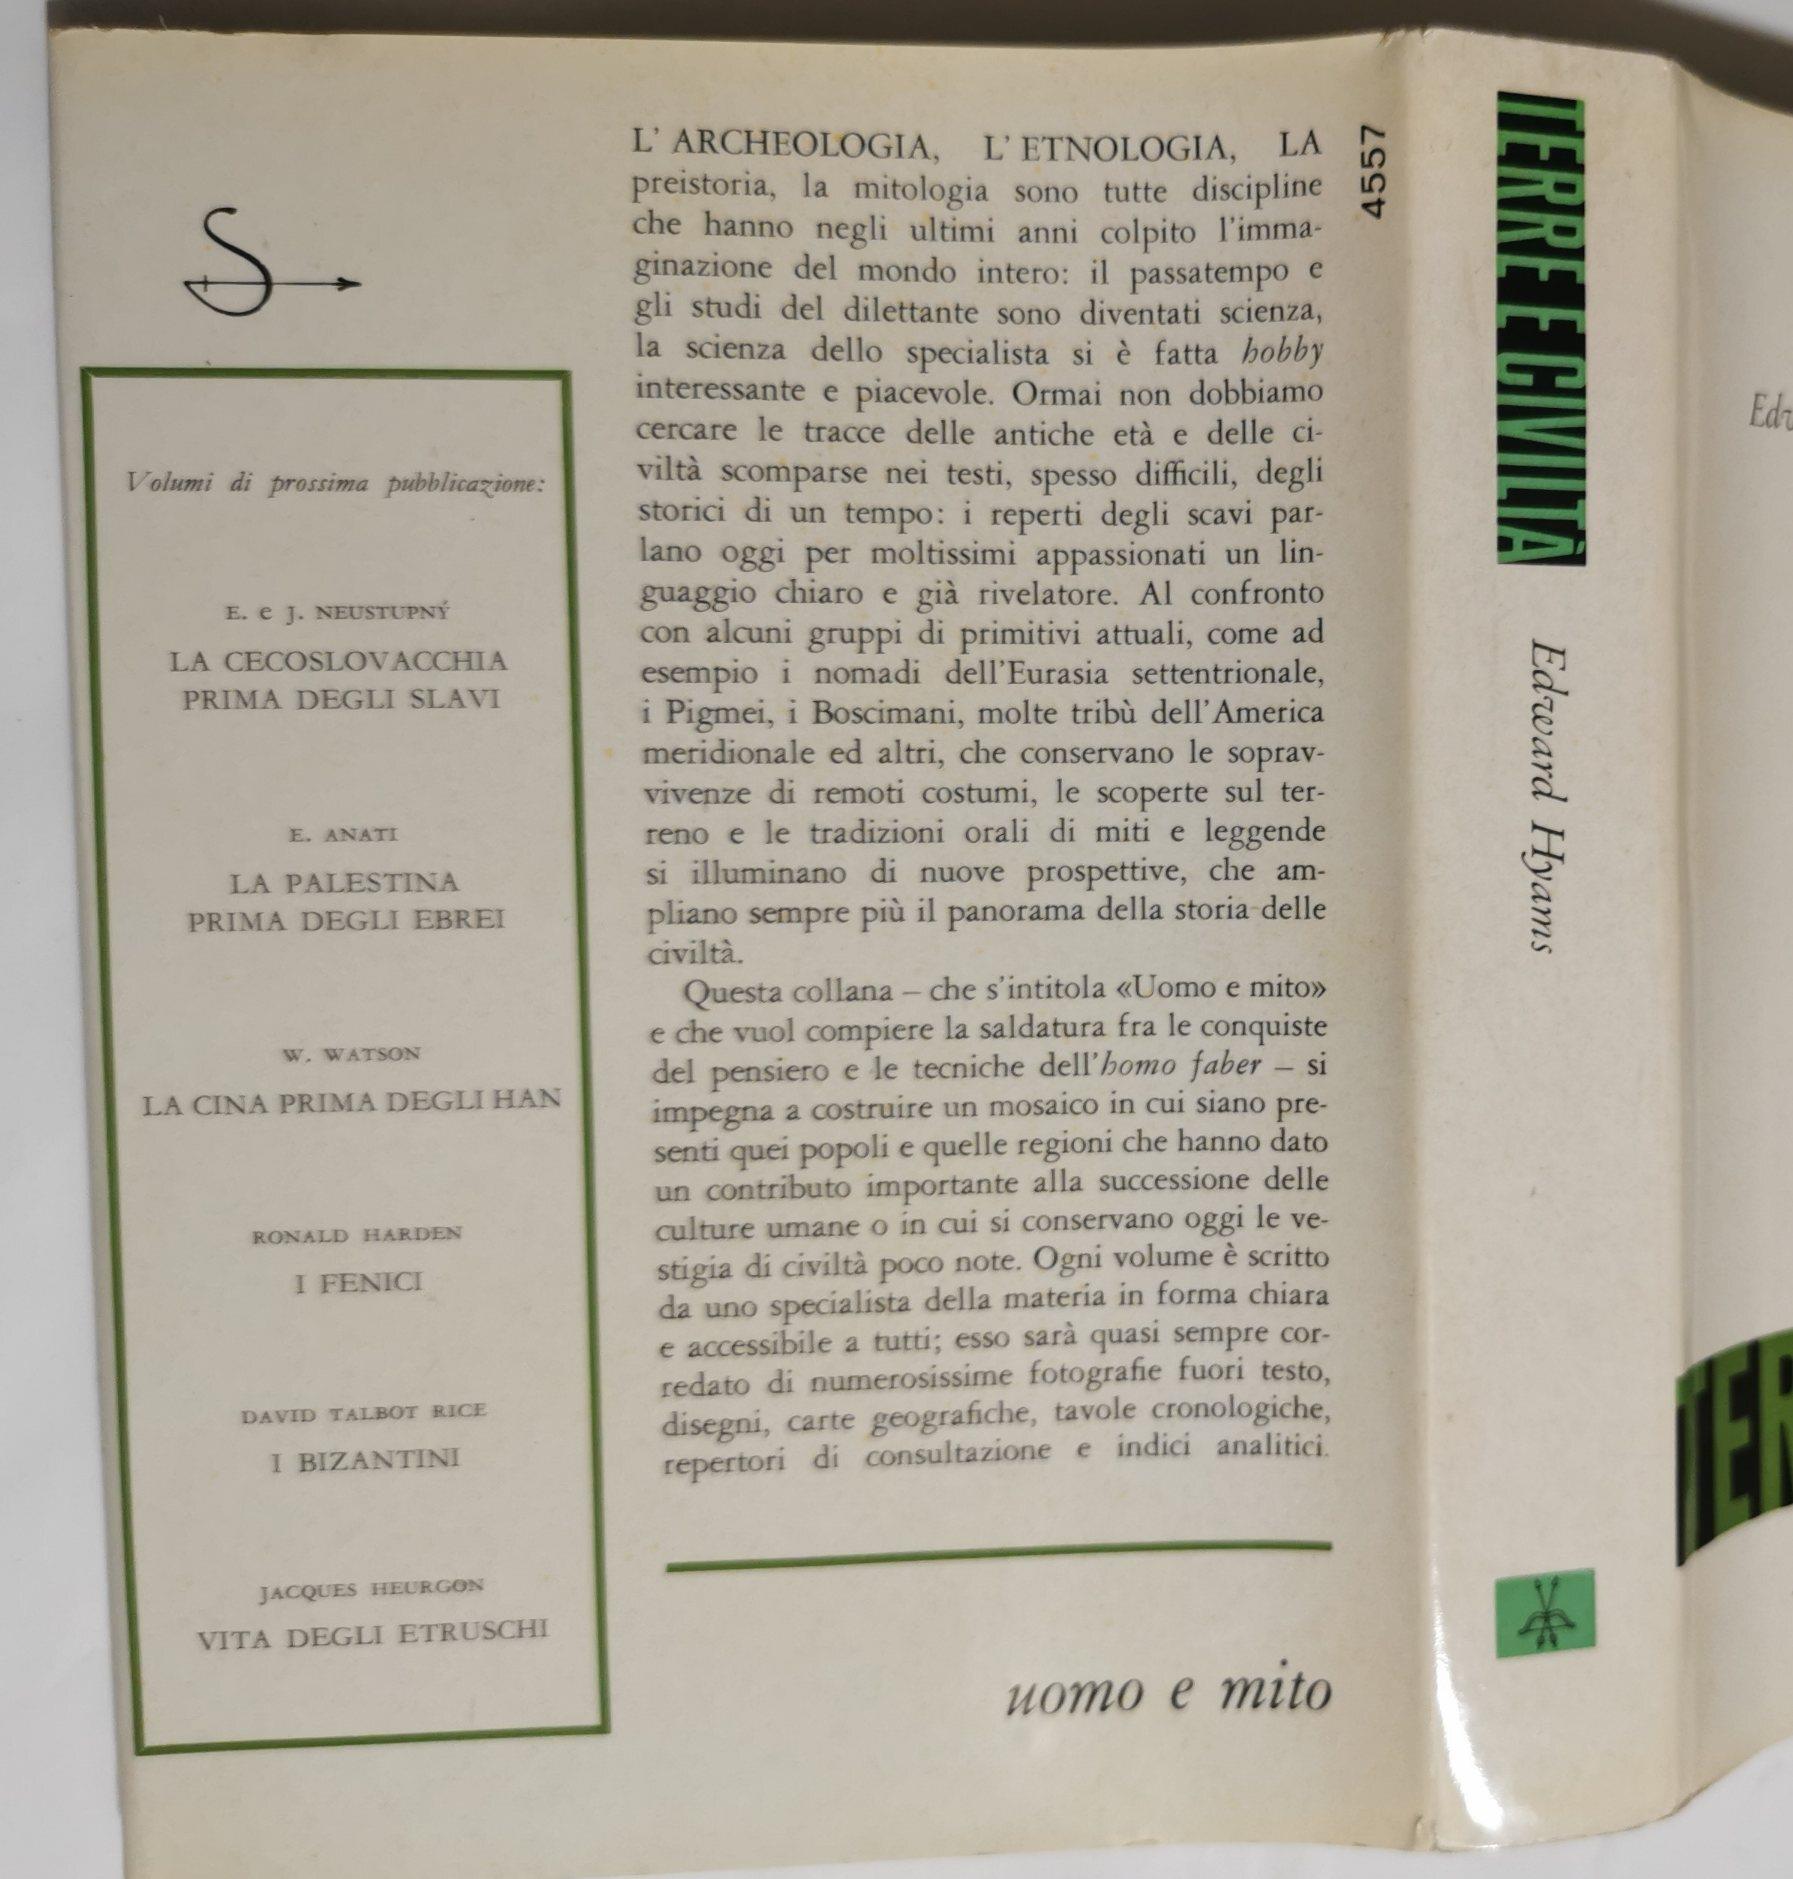 Volumi di prossima pubblicazione:
E. e J. NEUSTUPNÝ
LA CECOSLOVACCHIA
PRIMA DEGLI SLAVI
E. ANATI
LA PALESTINA
PRIMA DEGLI EBREI
W. WATSON
LA CINA PRIMA DEGLI HAN
RONALD HARDEN
I FENICI
DAVID TALBOT RICE
I BIZANTINI
JACQUES HEURGON
VITA DEGLI ETRUSCHI
L'ARCHEOLOGIA, L'ETNOLOGIA, LA
preistoria, la mitologia sono tutte discipline
che hanno negli ultimi anni colpito l'imma-
ginazione del mondo intero: il passatempo e
gli studi del dilettante sono diventati scienza,
la scienza dello specialista si è fatta hobby
interessante e piacevole. Ormai non dobbiamo
cercare le tracce delle antiche età e delle ci-
viltà scomparse nei testi, spesso difficili, degli
storici di un tempo: i reperti degli scavi par-
lano oggi per moltissimi appassionati un lin-
guaggio chiaro e già rivelatore. Al confronto
con alcuni gruppi di primitivi attuali, come ad
esempio i nomadi dell'Eurasia settentrionale,
i Pigmei, i Boscimani, molte tribù dell'America
meridionale ed altri, che conservano le soprav-
vivenze di remoti costumi, le scoperte sul ter-
reno e le tradizioni orali di miti e leggende
si illuminano di nuove prospettive, che am-
pliano sempre più il panorama della storia delle
civiltà.
Questa collana – che s'intitola «Uomo e mito»
e che vuol compiere la saldatura fra le conquiste
del pensiero e le tecniche dell'homo faber – si
impegna a costruire un mosaico in cui siano pre-
senti quei popoli e quelle regioni che hanno dato
un contributo importante alla successione delle
culture umane o in cui si conservano oggi le ve-
stigia di civiltà poco note. Ogni volume è scritto
da uno specialista della materia in forma chiara
e accessibile a tutti; esso sarà quasi sempre cor-
redato di numerosissime fotografie fuori testo,
disegni, carte geografiche, tavole cronologiche,
repertori di consultazione e indici analitici.
uomo e mito
4557
TERRE E CIVILTÀ
Edward Hyams